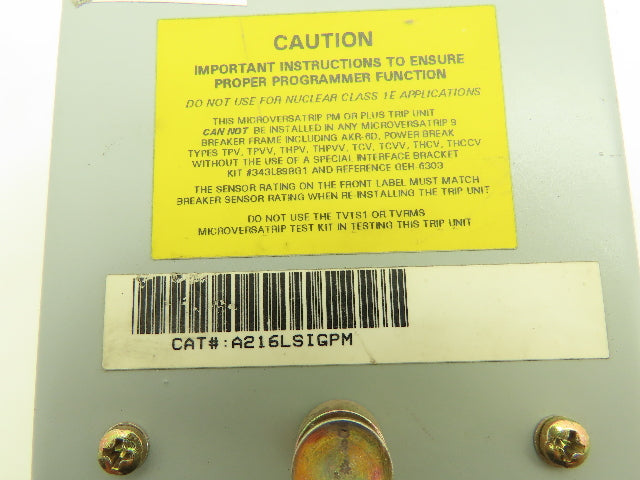 CAUTION
IMPORTANT INSTRUCTIONS TO ENSURE
PROPER PROGRAMMER FUNCTION
DO NOT USE FOR NUCLEAR CLASS 1E APPLICATIONS
THIS MICROVERSATRIP PM OR PLUS TRIP UNIT
CAN NOT BE INSTALLED IN ANY MICROVERSATRIP 9
BREAKER FRAME INCLUDING AKR-6D, POWER BREAK
TYPES TPV, TPVV, THPV, THPVV, TCV, TCVV, THCV, THCCV
WITHOUT THE USE OF A SPECIAL INTERFACE BRACKET
KIT #343L898G1 AND REFERENCE GEH-6303
THE SENSOR RATING ON THE FRONT LABEL MUST MATCH
BREAKER SENSOR RATING WHEN RE-INSTALLING THE TRIP UNIT
DO NOT USE THE TVTS1 OR TVRMS
MICROVERSATRIP TEST KIT IN TESTING THIS TRIP UNIT
CAT#:A216LSIGPM